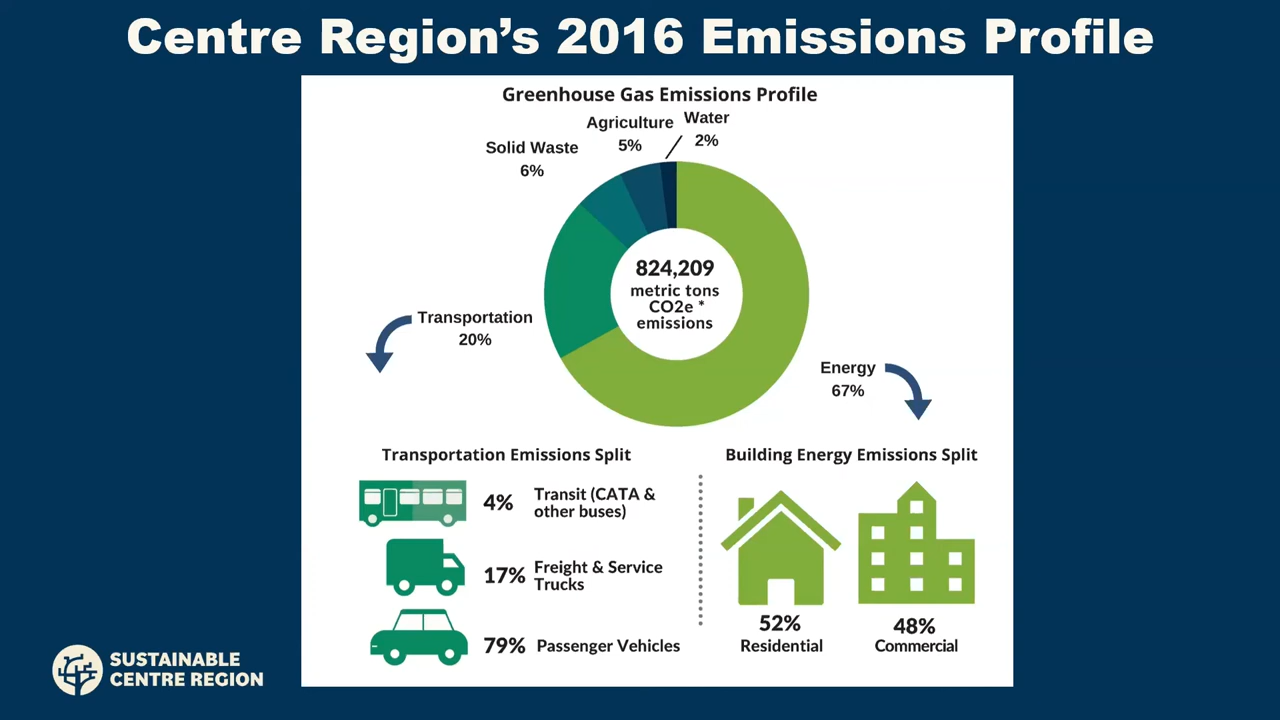 Centre Region's 2016 Emissions Profile
Greenhouse Gas Emissions Profile
Water
2%
Agriculture
5%
Solid Waste
6%
824,209
metric tons
CO2e *
emissions
Transportation
20%
Energy
67%
Transportation Emissions Split
4%
Transit (CATA &
other buses)
17%
Freight & Service
Trucks
79%
Passenger Vehicles
Building Energy Emissions Split
52%
Residential
48%
Commercial
SUSTAINABLE
CENTRE REGION